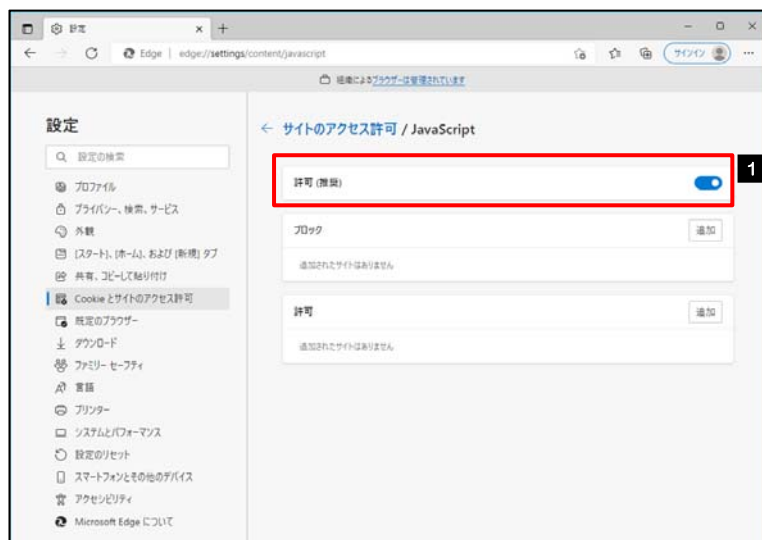 設定
Edge | edge://settings/content/javascript
サインイン
組織によるブラウザーは管理されています
設定
設定の検索
プロファイル
プライバシー、検索、サービス
外観
[スタート]、[ホーム]、および [新規] タブ
共有、コピーして貼り付け
Cookie とサイトのアクセス許可
既定のブラウザー
ダウンロード
ファミリー セーフティ
言語
プリンター
システムとパフォーマンス
設定のリセット
スマートフォンとその他のデバイス
アクセシビリティ
Microsoft Edge について
サイトのアクセス許可 / JavaScript
許可 (推奨)
1
ブロック
追加
追加されたサイトはありません
許可
追加
追加されたサイトはありません